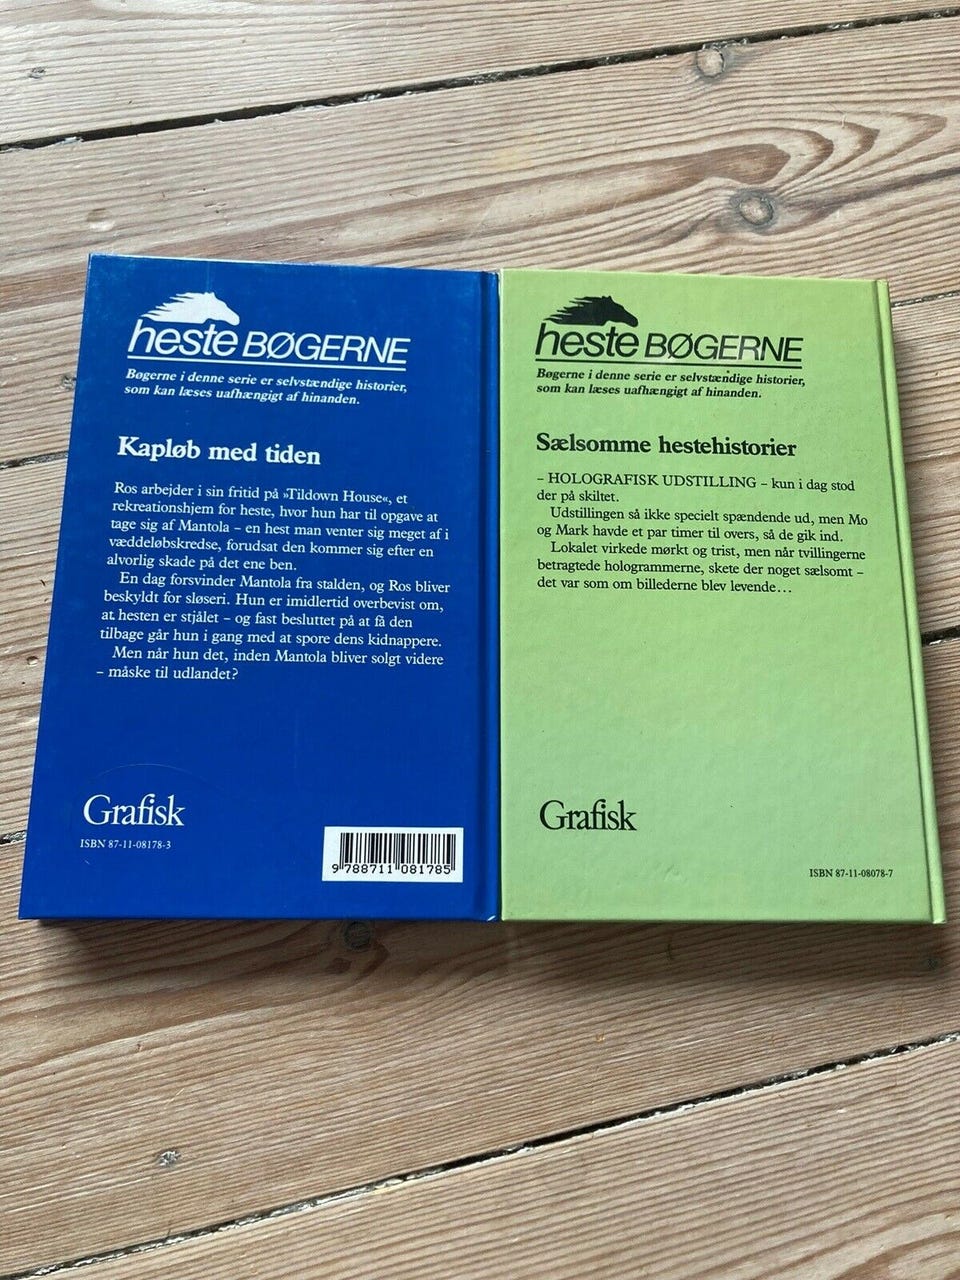 heste BØGERNE
Bøgerne i denne serie er selvstændige historier,
som kan læses uafhængigt af hinanden.
Kapløb med tiden
Ros arbejder i sin fritid på »Tildown House«, et
rekreationshjem for heste, hvor hun har til opgave at
tage sig af Mantola – en hest man venter sig meget af i
væddeløbskredse, forudsat den kommer sig efter en
alvorlig skade på det ene ben.
En dag forsvinder Mantola fra stalden, og Ros bliver
beskyldt for sløseri. Hun er imidlertid overbevist om,
at hesten er stjålet – og fast besluttet på at få den
tilbage går hun i gang med at spore dens kidnappere.
Men når hun det, inden Mantola bliver solgt videre
– måske til udlandet?
Grafisk
ISBN 87-11-08178-3
9 788711 081785
heste BØGERNE
Bøgerne i denne serie er selvstændige historier,
som kan læses uafhængigt af hinanden.
Sælsomme hestehistorier
– HOLOGRAFISK UDSTILLING – kun i dag stod
der på skiltet.
Udstillingen så ikke specielt spændende ud, men Mo
og Mark havde et par timer til overs, så de gik ind.
Lokalet virkede mørkt og trist, men når tvillingerne
betragtede hologrammerne, skete der noget sælsomt –
det var som om billederne blev levende…
Grafisk
ISBN 87-11-08078-7